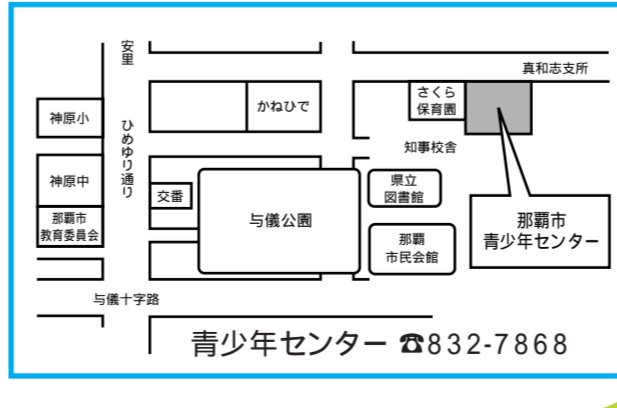 安里
真和志支所
さくら
保育園
かねひで
神原小
ひめゆり通り
知事校舎
神原中
交番
県立
図書館
那覇市
教育委員会
与儀公園
那覇
市民会館
那覇市
青少年センター
与儀十字路
青少年センター ☎832-7868